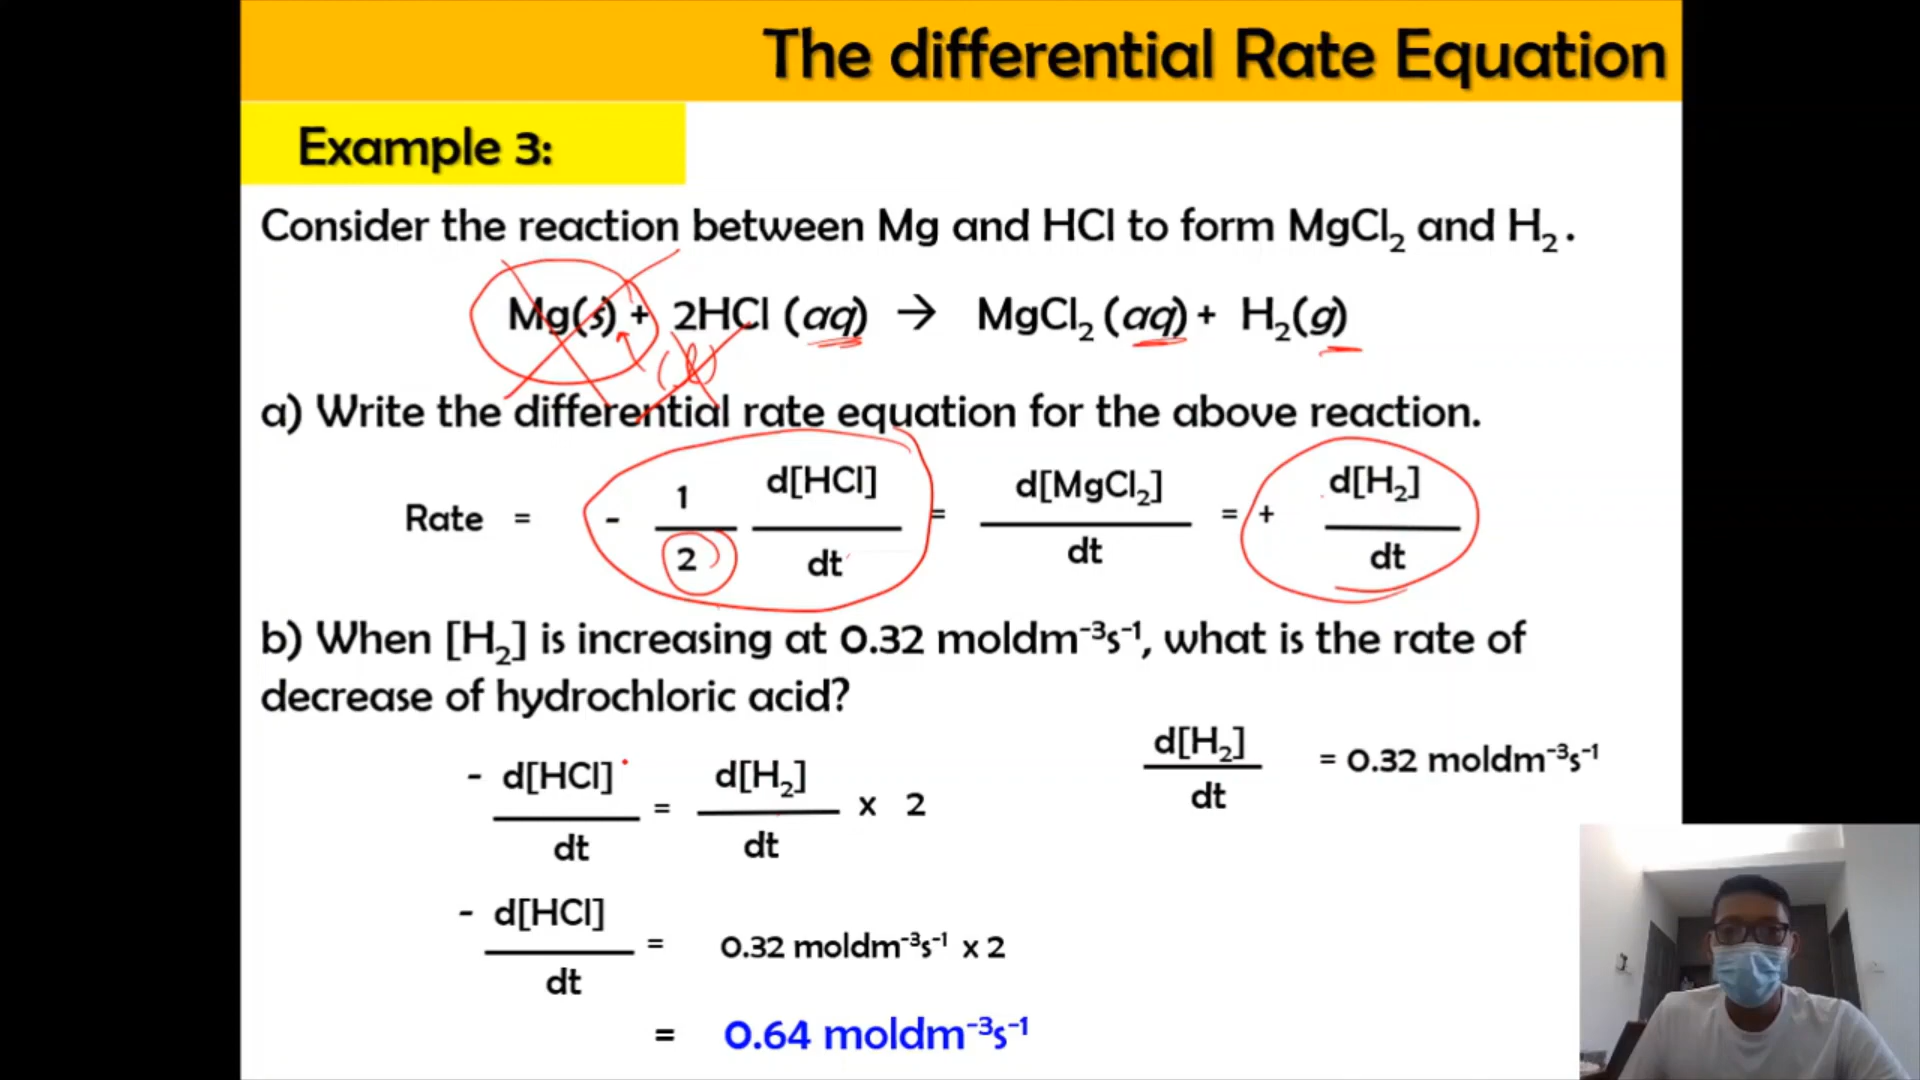 The differential Rate Equation
Example 3:
Consider the reaction between Mg and HCl to form MgCl₂ and H₂ .
Mg(s) + 2HCl (aq) → MgCl₂ (aq) + H₂(g)
(l)
a) Write the differential rate equation for the above reaction.
Rate = - 1/2 d[HCl]/dt = d[MgCl₂]/dt = + d[H₂]/dt
b) When [H₂] is increasing at 0.32 moldm⁻³s⁻¹, what is the rate of
decrease of hydrochloric acid?
d[H₂]/dt = 0.32 moldm⁻³s⁻¹
- d[HCl]/dt = d[H₂]/dt x 2
- d[HCl]/dt = 0.32 moldm⁻³s⁻¹ x 2
= 0.64 moldm⁻³s⁻¹